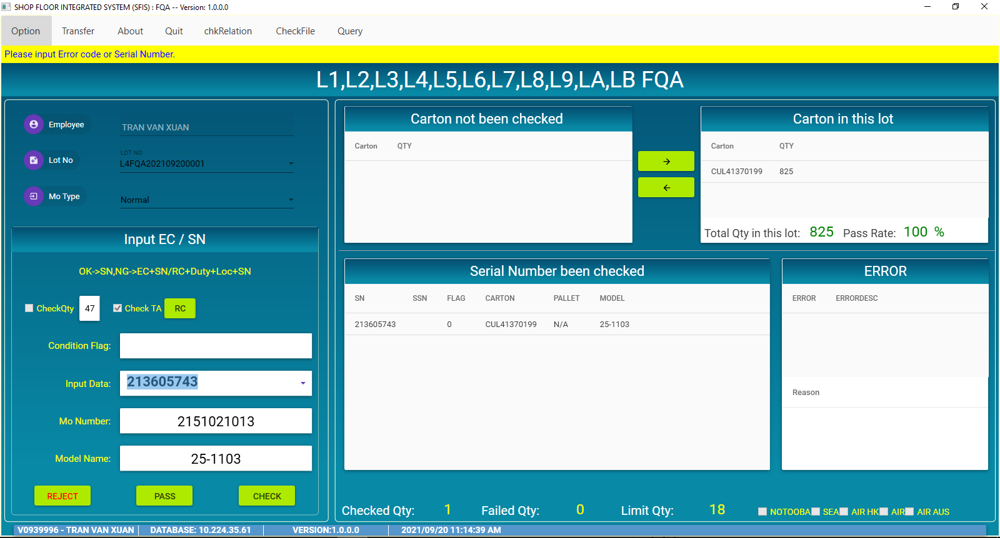 SHOP FLOOR INTEGRATED SYSTEM (SFIS) : FQA -- Version: 1.0.0.0
Option Transfer About Quit chkRelation CheckFile Query
Please input Error code or Serial Number.
L1,L2,L3,L4,L5,L6,L7,L8,L9,LA,LB FQA
Employee TRAN VAN XUAN
LOT NO
Lot No L4FQA202109200001
Mo Type Normal
Input EC / SN
OK->SN,NG->EC+SN/RC+Duty+Loc+SN
CheckQty 47 Check TA RC
Condition Flag:
Input Data: 213605743
Mo Number: 2151021013
Model Name: 25-1103
REJECT PASS CHECK
Carton not been checked
Carton QTY
Carton in this lot
Carton QTY
CUL41370199 825
Total Qty in this lot: 825 Pass Rate: 100 %
Serial Number been checked
SN SSN FLAG CARTON PALLET MODEL
213605743 0 CUL41370199 N/A 25-1103
ERROR
ERROR ERRORDESC
Reason
Checked Qty: 1 Failed Qty: 0 Limit Qty: 18 NOTOOBA SEA AIR HK AIR AIR AUS
V0939996 - TRAN VAN XUAN DATABASE: 10.224.35.61 VERSION:1.0.0.0 2021/09/20 11:14:39 AM